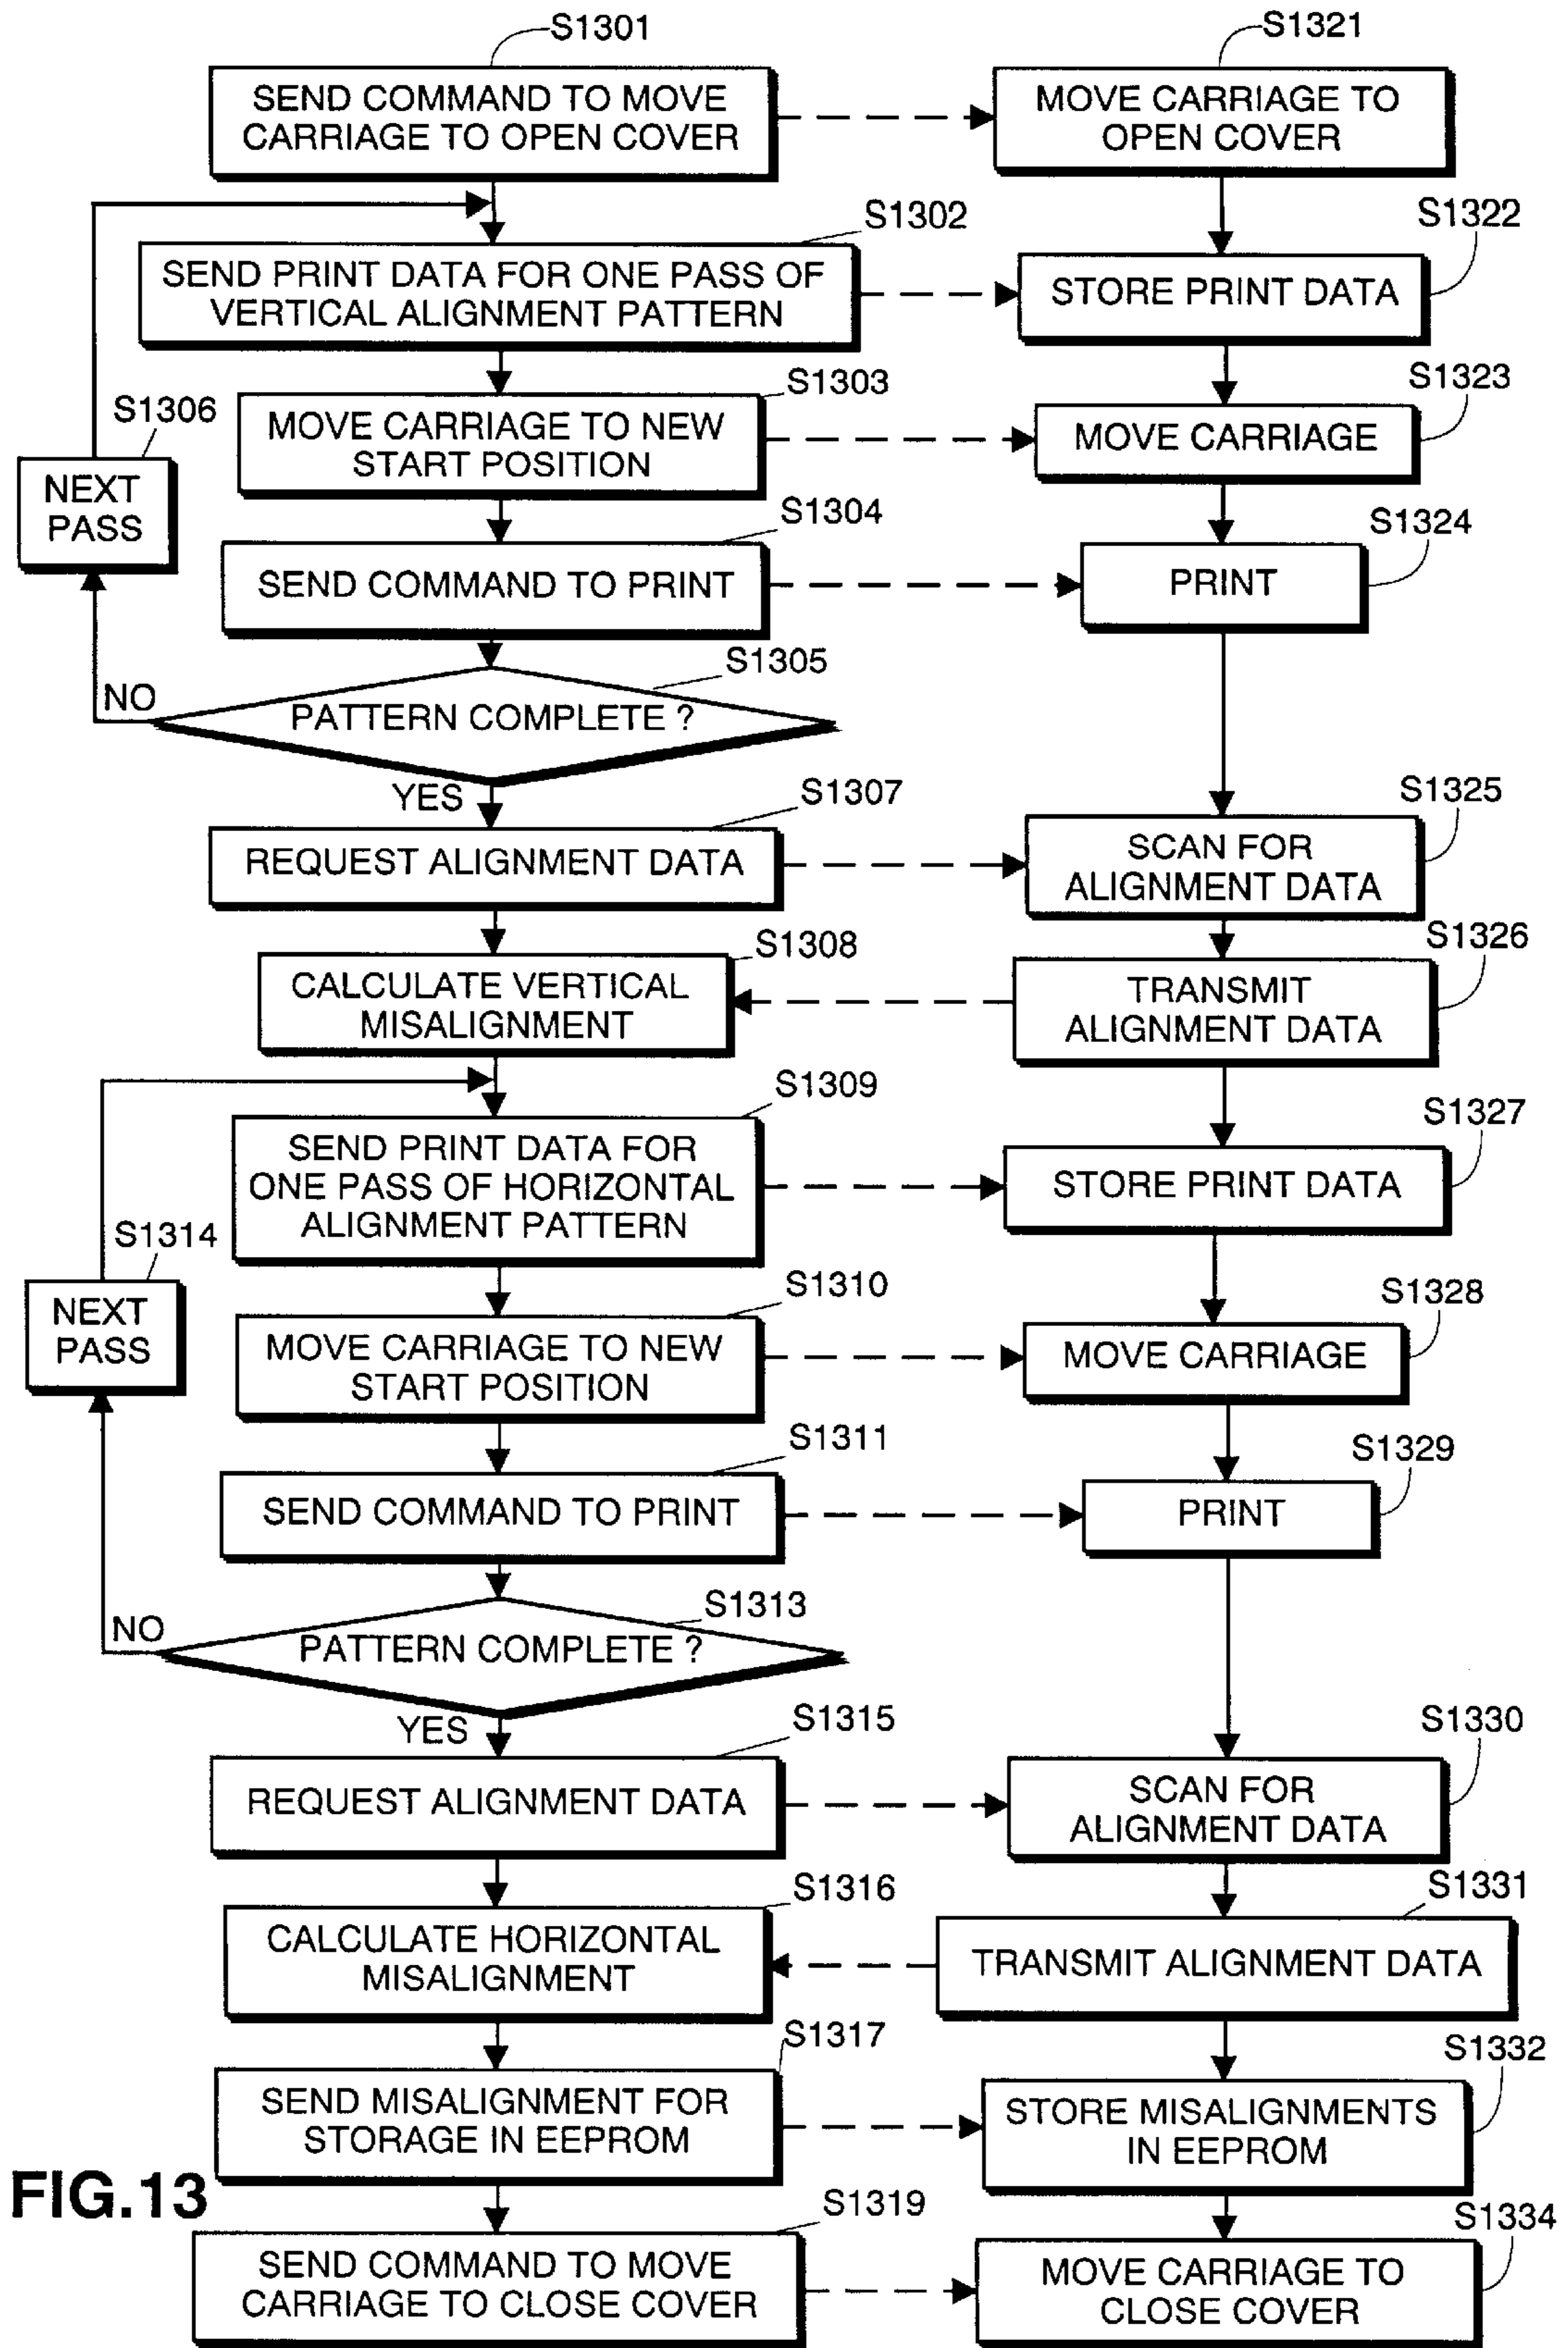 S1301
SEND COMMAND TO MOVE
CARRIAGE TO OPEN COVER
S1321
MOVE CARRIAGE TO
OPEN COVER
S1302
SEND PRINT DATA FOR ONE PASS OF
VERTICAL ALIGNMENT PATTERN
S1322
STORE PRINT DATA
S1303
MOVE CARRIAGE TO NEW
START POSITION
S1323
MOVE CARRIAGE
S1306
NEXT
PASS
S1304
SEND COMMAND TO PRINT
S1324
PRINT
S1305
PATTERN COMPLETE ?
NO
YES
S1307
REQUEST ALIGNMENT DATA
S1325
SCAN FOR
ALIGNMENT DATA
S1308
CALCULATE VERTICAL
MISALIGNMENT
S1326
TRANSMIT
ALIGNMENT DATA
S1309
SEND PRINT DATA FOR
ONE PASS OF HORIZONTAL
ALIGNMENT PATTERN
S1327
STORE PRINT DATA
S1314
NEXT
PASS
S1310
MOVE CARRIAGE TO NEW
START POSITION
S1328
MOVE CARRIAGE
S1311
SEND COMMAND TO PRINT
S1329
PRINT
S1313
PATTERN COMPLETE ?
NO
YES
S1315
REQUEST ALIGNMENT DATA
S1330
SCAN FOR
ALIGNMENT DATA
S1316
CALCULATE HORIZONTAL
MISALIGNMENT
S1331
TRANSMIT ALIGNMENT DATA
S1317
SEND MISALIGNMENT FOR
STORAGE IN EEPROM
S1332
STORE MISALIGNMENTS
IN EEPROM
FIG.13
S1319
SEND COMMAND TO MOVE
CARRIAGE TO CLOSE COVER
S1334
MOVE CARRIAGE TO
CLOSE COVER